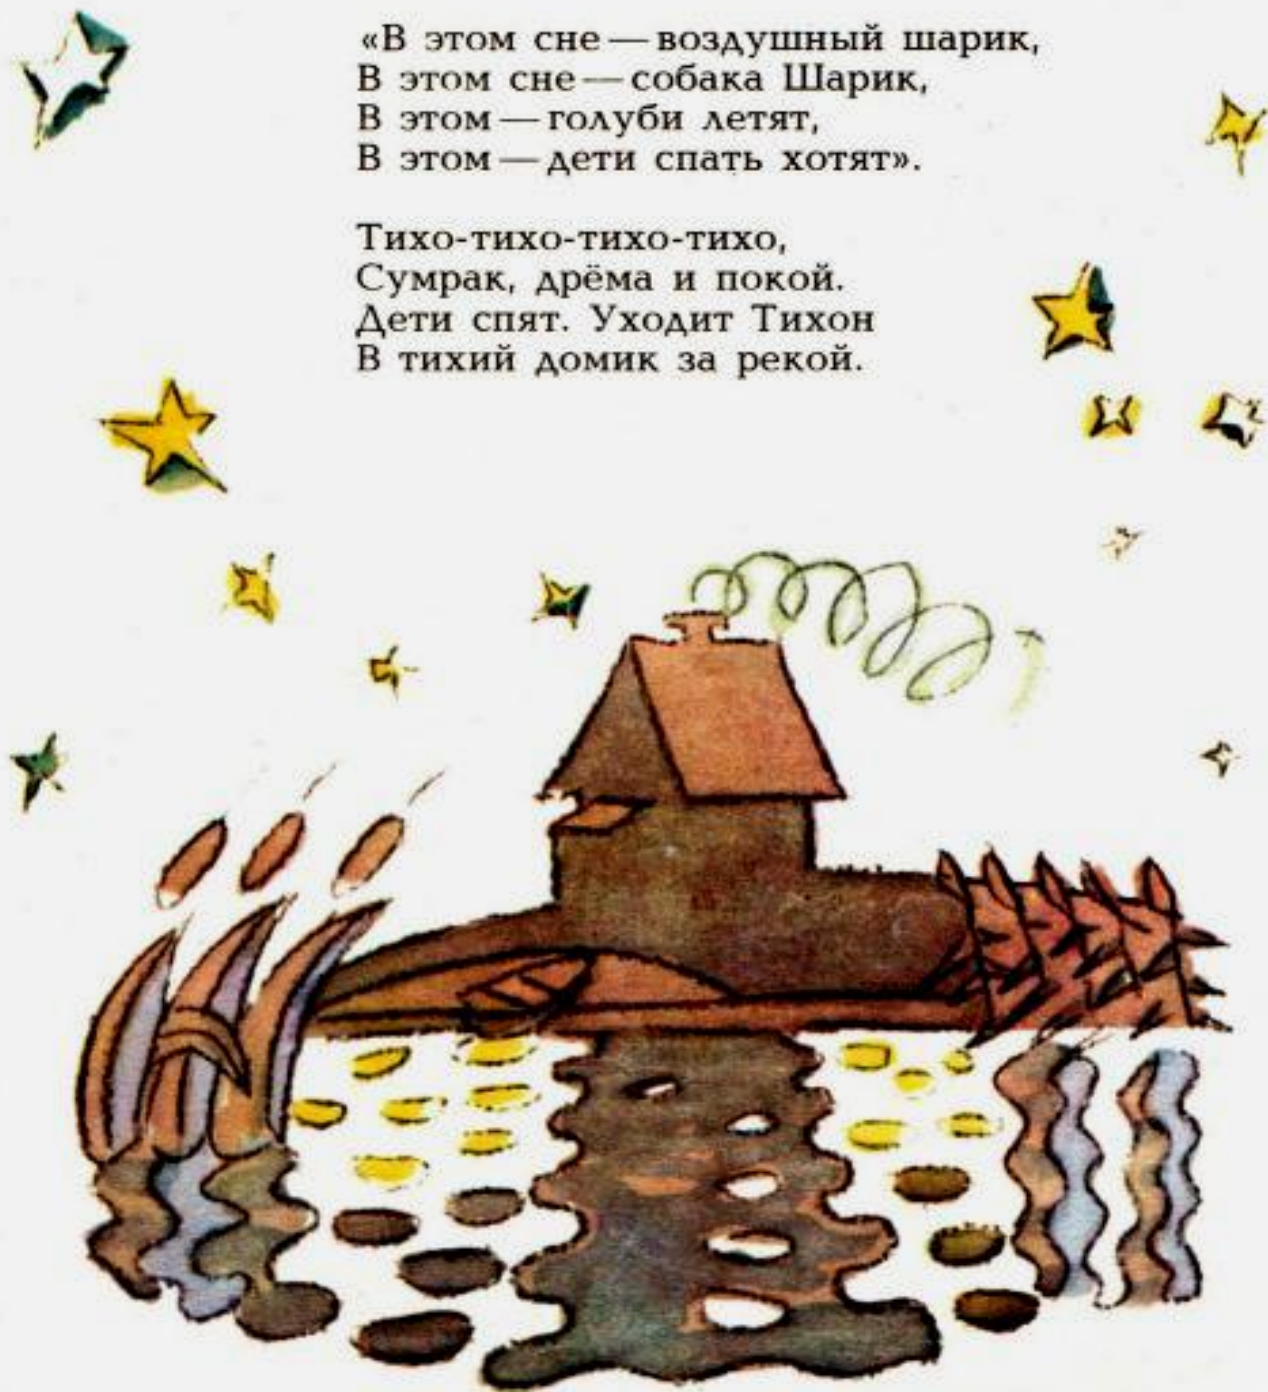 «В этом сне — воздушный шарик,
В этом сне — собака Шарик,
В этом — голуби летят,
В этом — дети спать хотят».
Тихо-тихо-тихо-тихо,
Сумрак, дрёма и покой.
Дети спят. Уходит Тихон
В тихий домик за рекой.